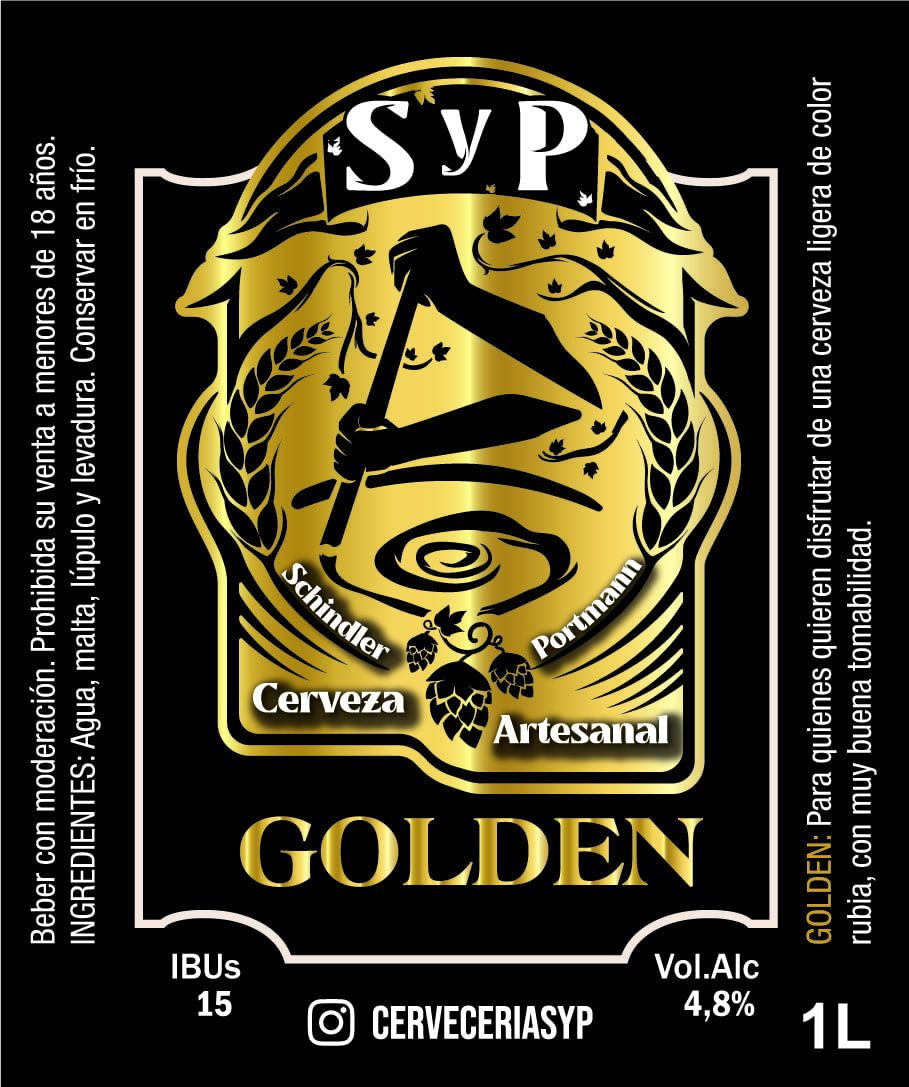 SyP
Schindler
Portmann
Cerveza
Artesanal
GOLDEN
Beber con moderación. Prohibida su venta a menores de 18 años.
INGREDIENTES: Agua, malta, lúpulo y levadura. Conservar en frío.
GOLDEN: Para quienes quieren disfrutar de una cerveza ligera de color
rubia, con muy buena tomabilidad.
IBUs
15
Vol.Alc
4,8%
CERVECERIASYP
1L